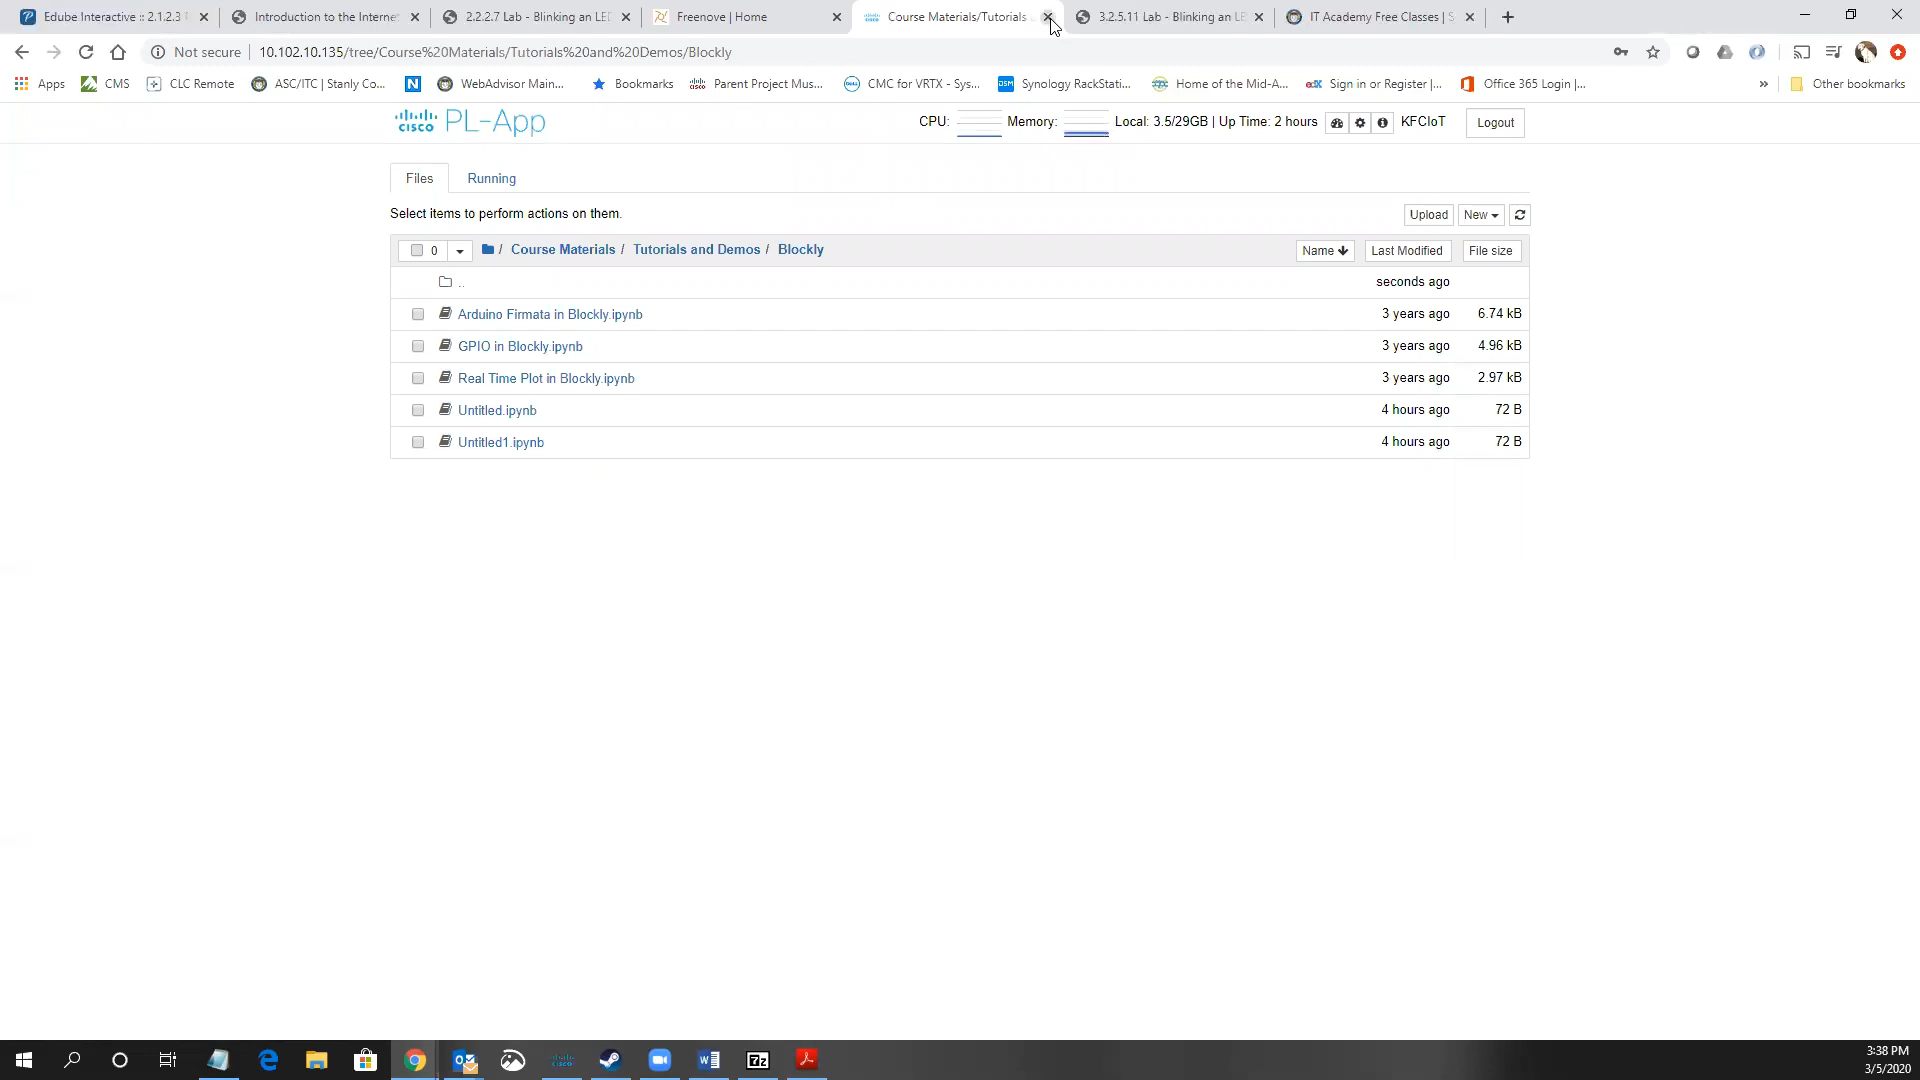 Edube Interactive :: 2.1.2.3
Introduction to the Interne
2.2.2.7 Lab - Blinking an LED
Freenove | Home
Course Materials/Tutorials
3.2.5.11 Lab - Blinking an LE
IT Academy Free Classes | S
Not secure
10.102.10.135/tree/Course%20Materials/Tutorials%20and%20Demos/Blockly
Apps
CMS
CLC Remote
ASC/ITC | Stanly Co...
N
WebAdvisor Main...
Bookmarks
Parent Project Mus...
CMC for VRTX - Sys...
DSM
Synology RackStati...
Home of the Mid-A...
edX
Sign in or Register |...
Office 365 Login |...
»
Other bookmarks
cisco PL-App
CPU:
Memory:
Local: 3.5/29GB | Up Time: 2 hours
KFCIoT
Logout
Files
Running
Select items to perform actions on them.
Upload
New
0
/ Course Materials / Tutorials and Demos / Blockly
Name
Last Modified
File size
..
seconds ago
Arduino Firmata in Blockly.ipynb
3 years ago
6.74 kB
GPIO in Blockly.ipynb
3 years ago
4.96 kB
Real Time Plot in Blockly.ipynb
3 years ago
2.97 kB
Untitled.ipynb
4 hours ago
72 B
Untitled1.ipynb
4 hours ago
72 B
3:38 PM
3/5/2020